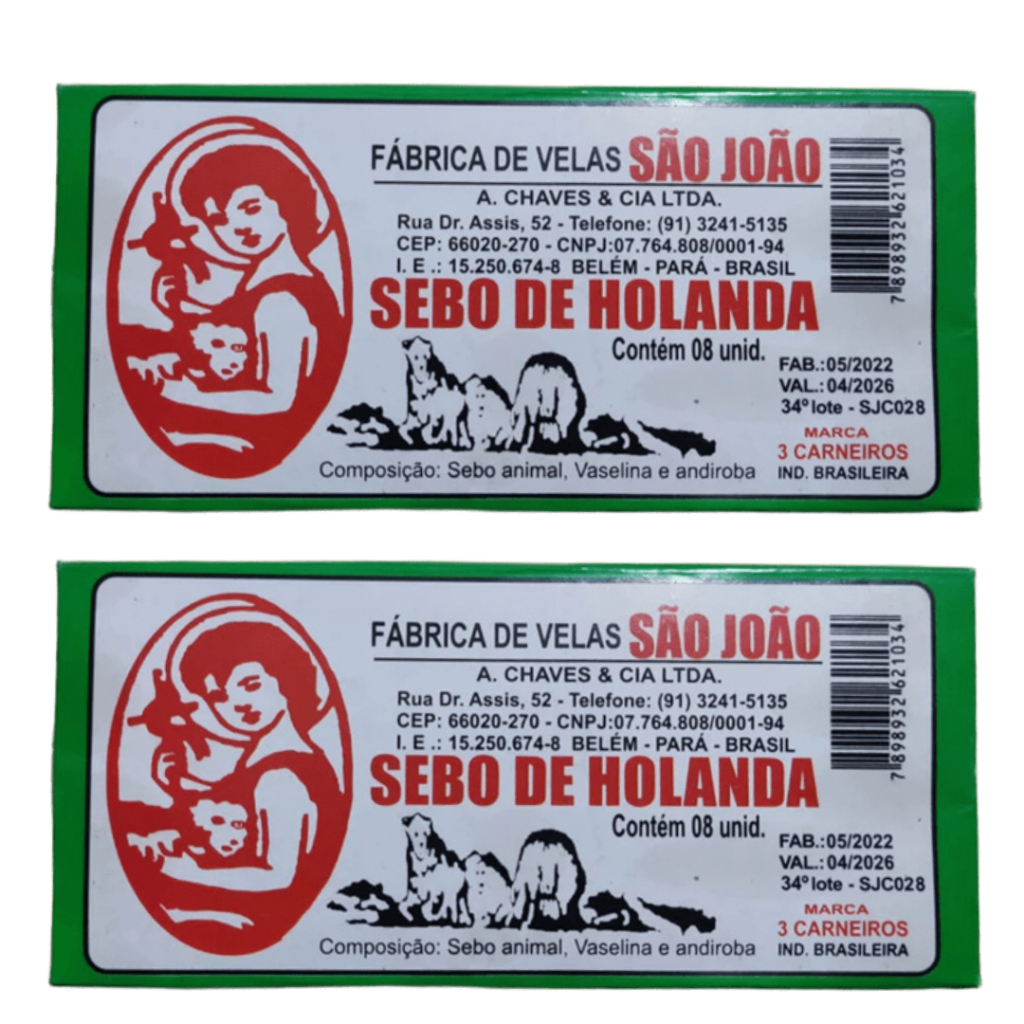 FÁBRICA DE VELAS SÃO JOÃO
A. CHAVES & CIA LTDA.
Rua Dr. Assis, 52 - Telefone: (91) 3241-5135
CEP: 66020-270 - CNPJ:07.764.808/0001-94
I. E .: 15.250.674-8 BELÉM - PARÁ - BRASIL
SEBO DE HOLANDA
Contém 08 unid.
7 898932 621034
FAB.:05/2022
VAL.: 04/2026
34º lote - SJC028
MARCA
3 CARNEIROS
IND. BRASILEIRA
Composição: Sebo animal, Vaselina e andiroba
FÁBRICA DE VELAS SÃO JOÃO
A. CHAVES & CIA LTDA.
Rua Dr. Assis, 52 - Telefone: (91) 3241-5135
CEP: 66020-270 - CNPJ:07.764.808/0001-94
I. E .: 15.250.674-8 BELÉM - PARÁ - BRASIL
SEBO DE HOLANDA
Contém 08 unid.
7 898932 621034
FAB.:05/2022
VAL.: 04/2026
34º lote - SJC028
MARCA
3 CARNEIROS
IND. BRASILEIRA
Composição: Sebo animal, Vaselina e andiroba